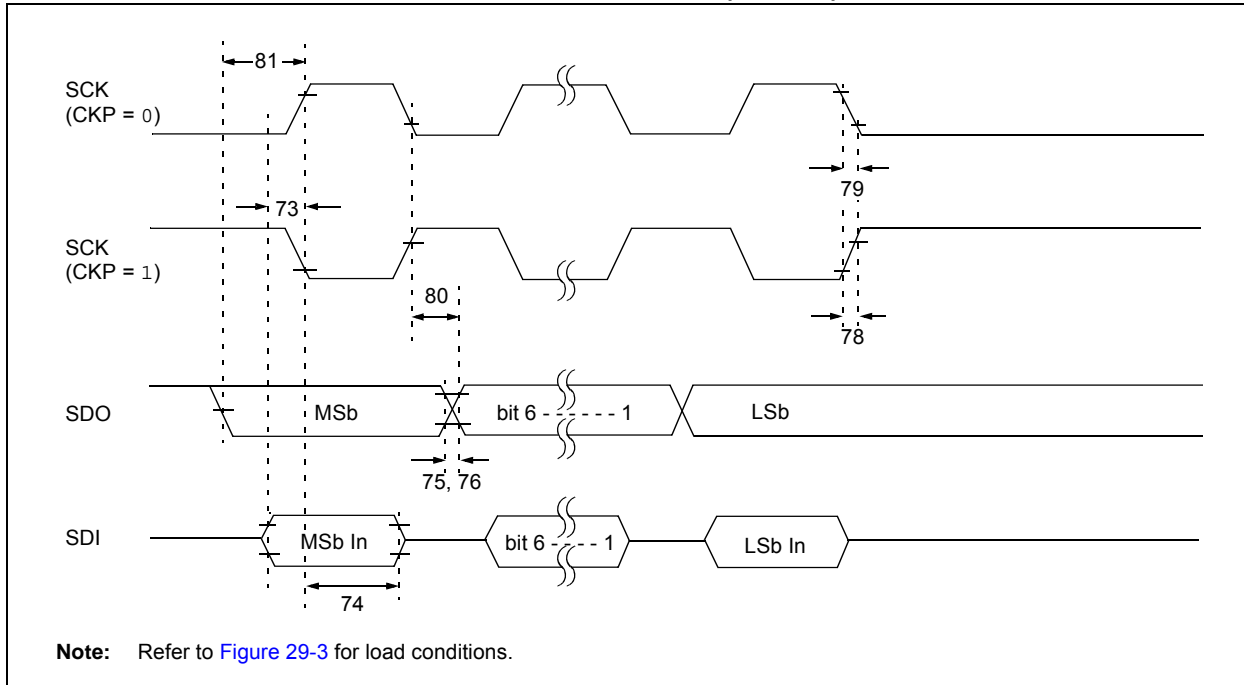 81
SCK
(CKP = 0)
79
73
SCK
(CKP = 1)
80
78
SDO
MSb
bit 6 - - - - - - 1
LSb
75, 76
SDI
MSb In
bit 6 - - - - 1
LSb In
74
Note: Refer to Figure 29-3 for load conditions.